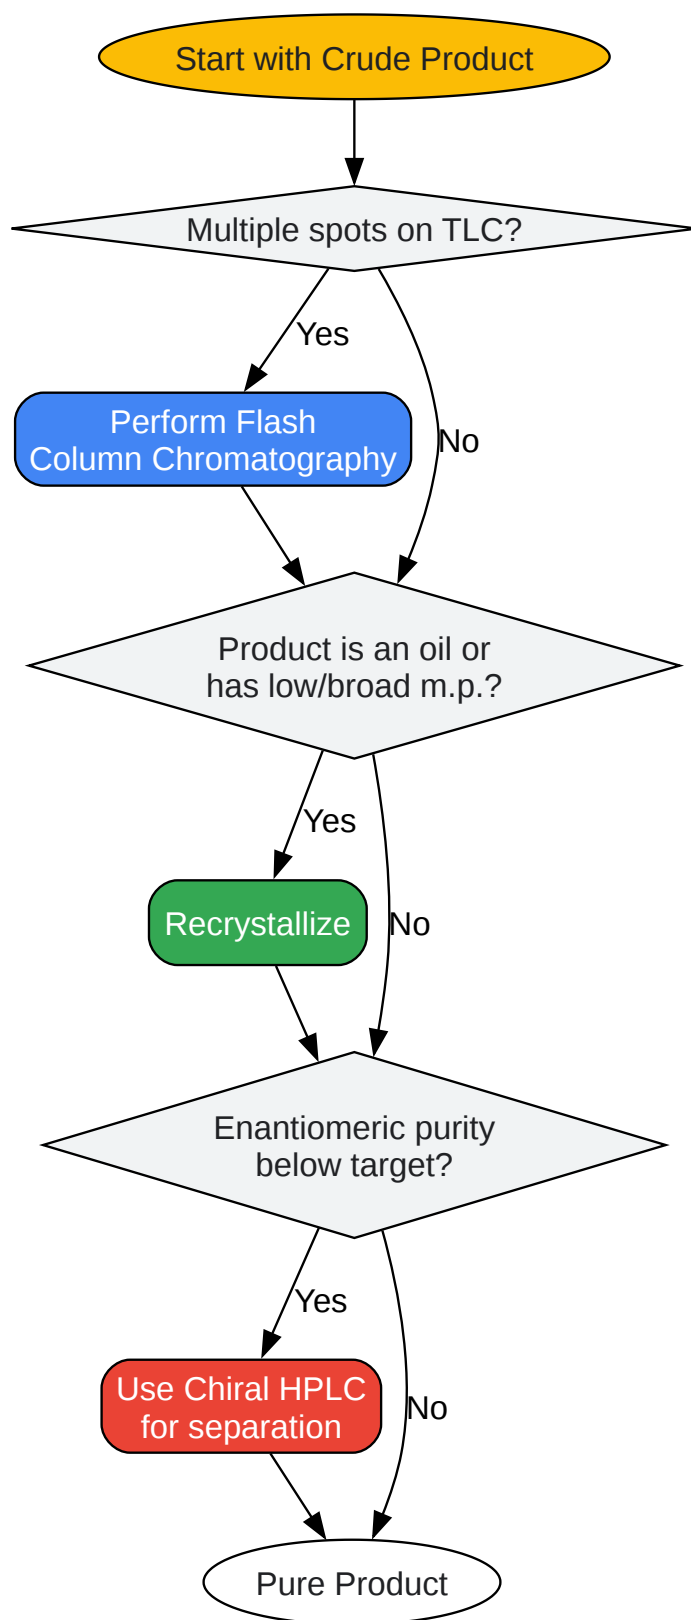 Start with Crude Product
Multiple spots on TLC?
Yes
Perform Flash
Column Chromatography
No
Product is an oil or
has low/broad m.p.?
Yes
Recrystallize
No
Enantiomeric purity
below target?
Yes
Use Chiral HPLC
for separation
No
Pure Product